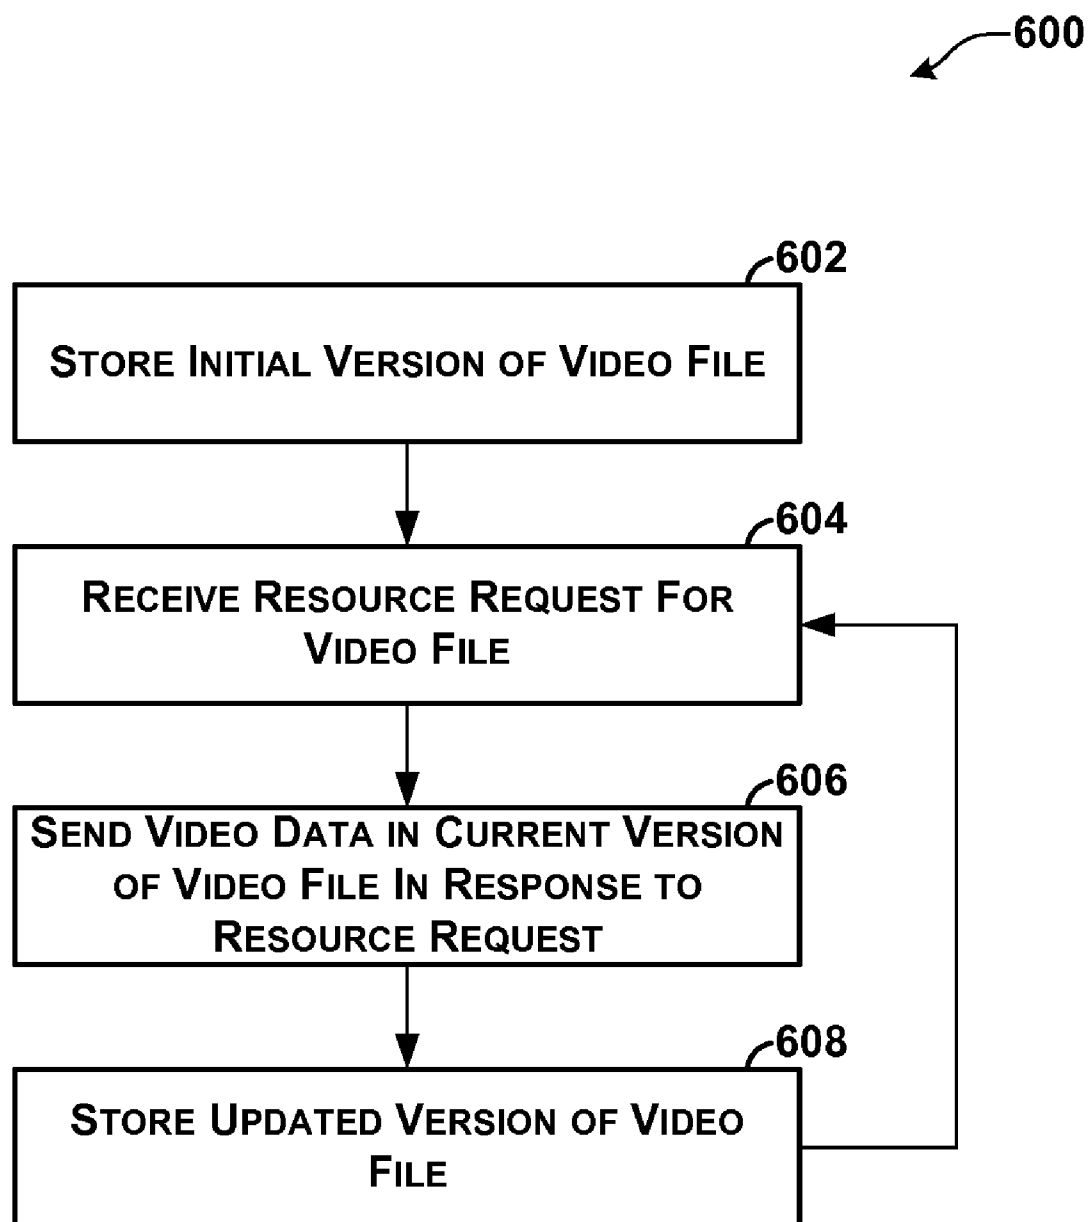 600
602
STORE INITIAL VERSION OF VIDEO FILE
604
RECEIVE RESOURCE REQUEST FOR
VIDEO FILE
606
SEND VIDEO DATA IN CURRENT VERSION
OF VIDEO FILE IN RESPONSE TO
RESOURCE REQUEST
608
STORE UPDATED VERSION OF VIDEO
FILE